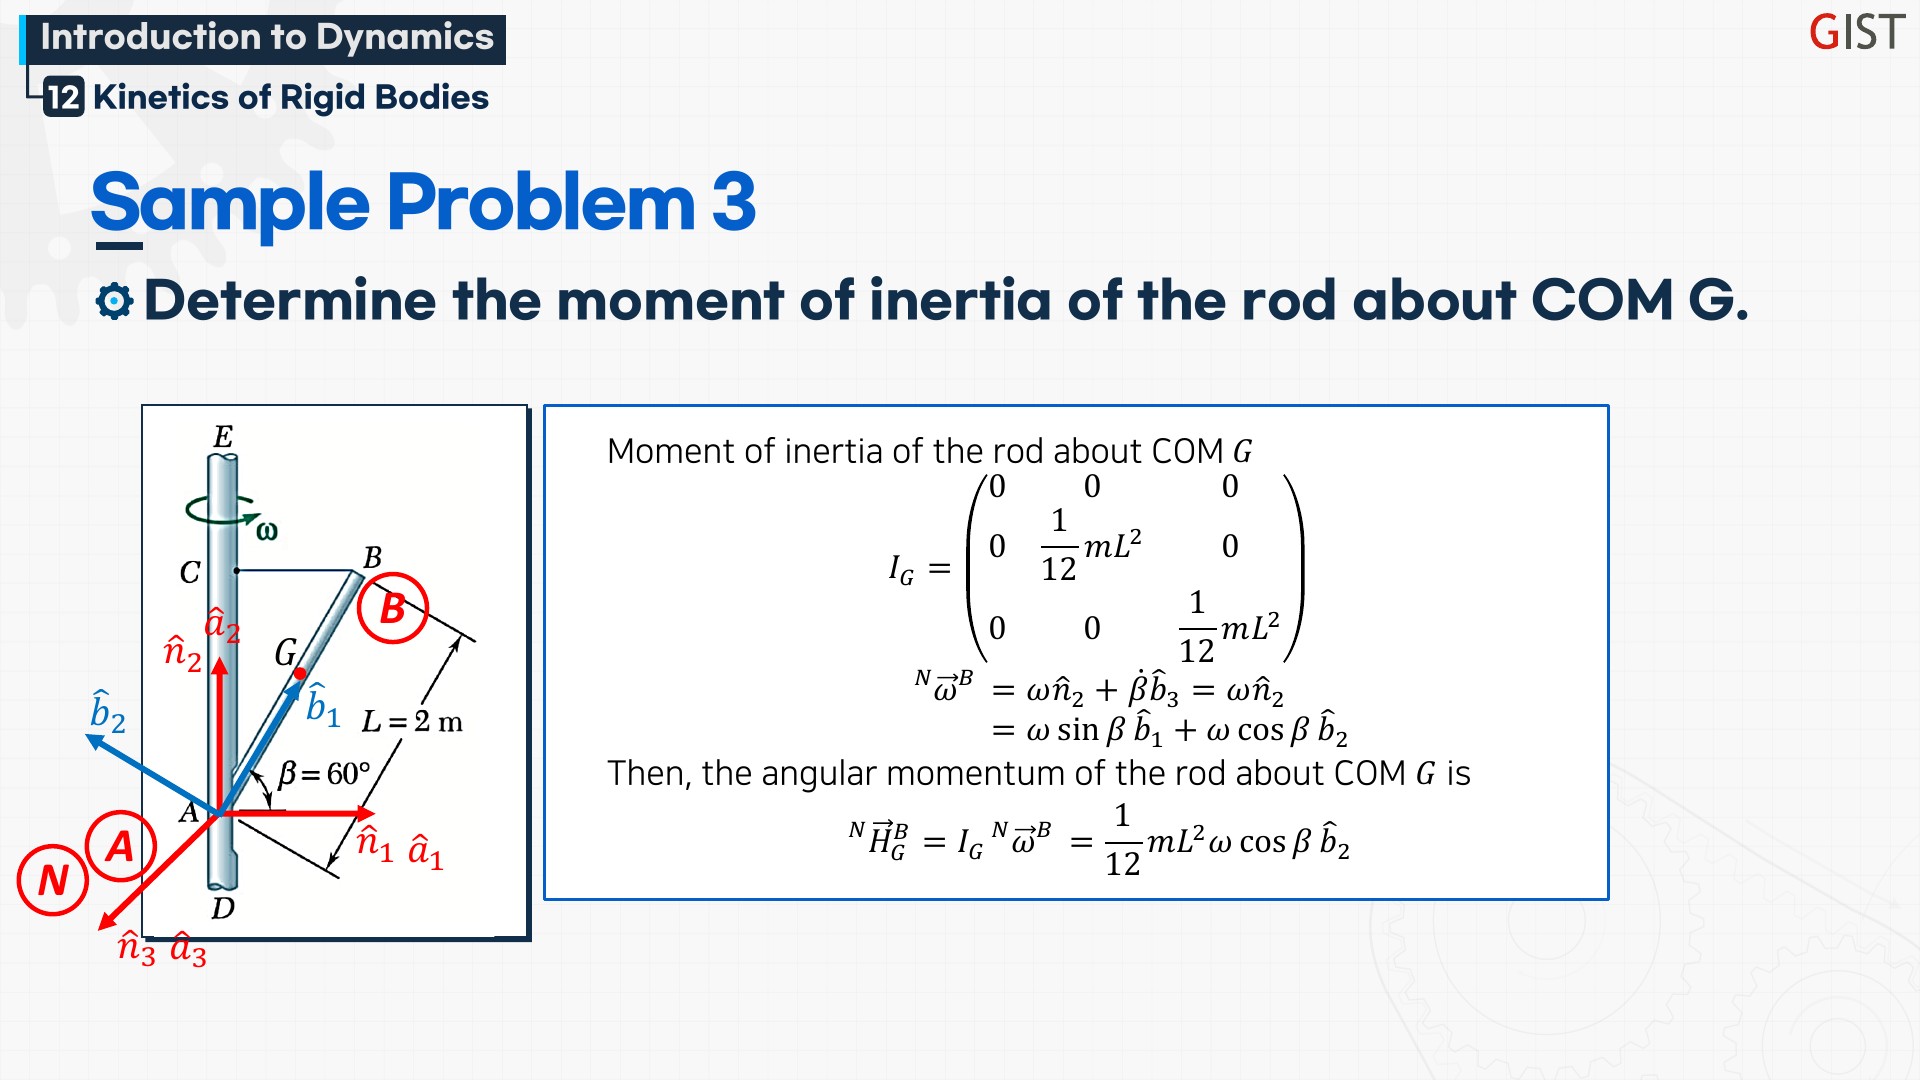 Introduction to Dynamics
GIST
12 Kinetics of Rigid Bodies
Sample Problem 3
Determine the moment of inertia of the rod about COM G.
E
ω
C
B
B
â₂
n̂₂
G
b̂₂
b̂₁
L = 2 m
β = 60°
A
A
n̂₁ â₁
N
D
n̂₃ â₃
Moment of inertia of the rod about COM G
I_G = (0 0 0
0 1/12 mL² 0
0 0 1/12 mL²)
ᴺω⃗ᴮ = ωn̂₂ + β̇b̂₃ = ωn̂₂
= ω sin β b̂₁ + ω cos β b̂₂
Then, the angular momentum of the rod about COM G is
ᴺH⃗_Gᴮ = I_G ᴺω⃗ᴮ = 1/12 mL²ω cos β b̂₂